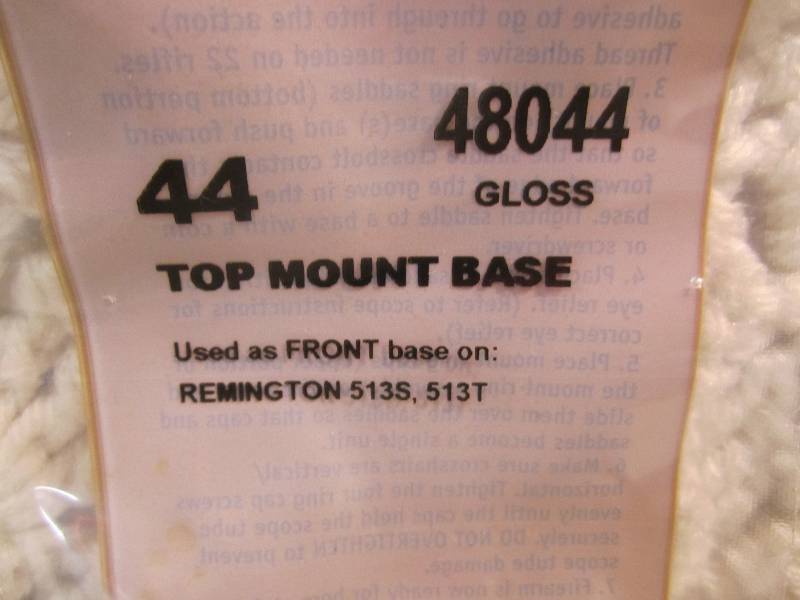 48044
44
GLOSS
TOP MOUNT BASE
Used as FRONT base on:
REMINGTON 513S, 513T
adhesive to go through into the action).
Thread adhesive is not needed on 22 rifles.
3. Place mount ring saddles (bottom portion
of and push forward
so that the saddle crossbolt
forward the groove in the
base. Tighten saddle to a base with a coin
or screwdriver.
4. Place
eye relief. (Refer to scope instructions for
correct eye relief).
5. Place mount
the mount ring
slide them over the saddles so that caps and
saddles become a single unit.
6. Make sure crosshairs are vertical/
horizontal. Tighten the four ring cap screws
evenly until the caps hold the scope tube
securely. DO NOT OVERTIGHTEN to prevent
scope tube damage.
7. Firearm is now ready for